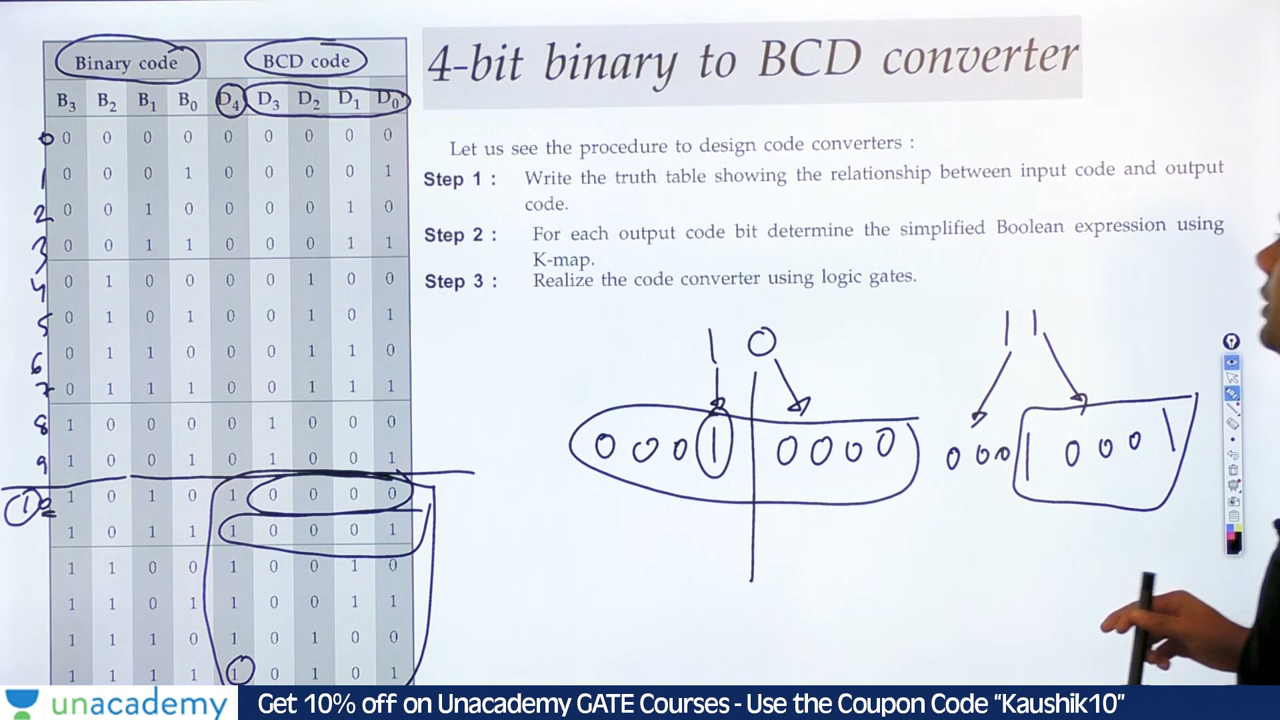 4-bit binary to BCD converter
Binary code BCD code
B3 B2 B1 B0 D4 D3 D2 D1 D0
0 0 0 0 0 0 0 0 0 0
1 0 0 0 1 0 0 0 0 1
2 0 0 1 0 0 0 0 1 0
3 0 0 1 1 0 0 0 1 1
4 0 1 0 0 0 0 1 0 0
5 0 1 0 1 0 0 1 0 1
6 0 1 1 0 0 0 1 1 0
7 0 1 1 1 0 0 1 1 1
8 1 0 0 0 0 1 0 0 0
9 1 0 0 1 0 1 0 0 1
10 1 0 1 0 1 0 0 0 0
1 0 1 1 1 0 0 0 1
1 1 0 0 1 0 0 1 0
1 1 0 1 1 0 0 1 1
1 1 1 0 1 0 1 0 0
1 1 1 1 1 0 1 0 1
Let us see the procedure to design code converters :
Step 1 : Write the truth table showing the relationship between input code and output
code.
Step 2 : For each output code bit determine the simplified Boolean expression using
K-map.
Step 3 : Realize the code converter using logic gates.
1 0 11
0 0 0 1 0 0 0 0 0 0 0 1 0 0 0 1
unacademy Get 10% off on Unacademy GATE Courses - Use the Coupon Code “Kaushik10”